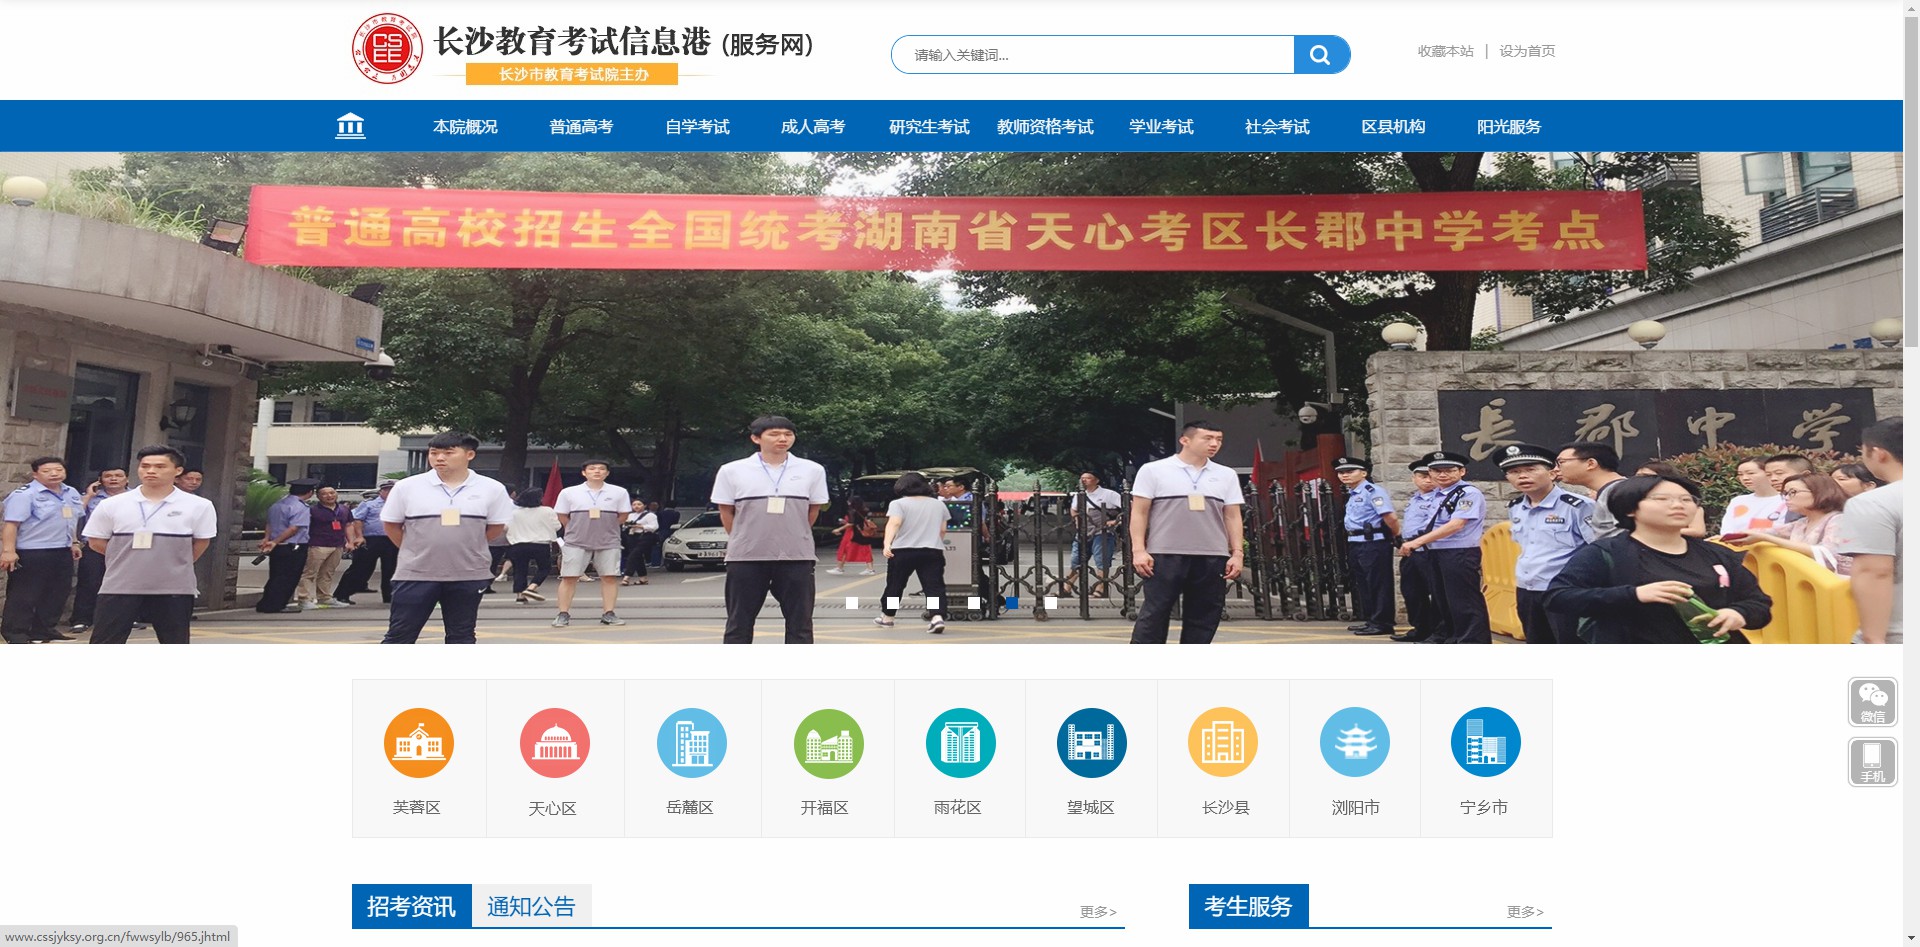 长沙教育考试信息港 (服务网)
长沙市教育考试院主办
CS
EE
请输入关键词...
收藏本站 | 设为首页
本院概况 普通高考 自学考试 成人高考 研究生考试 教师资格考试 学业考试 社会考试 区县机构 阳光服务
普通高校招生全国统考湖南省天心考区长郡中学考点
長郡中学
微信
手机
芙蓉区 天心区 岳麓区 开福区 雨花区 望城区 长沙县 浏阳市 宁乡市
招考资讯 通知公告 更多>
考生服务 更多>
www.cssjyksy.org.cn/fwwsylb/965.jhtml